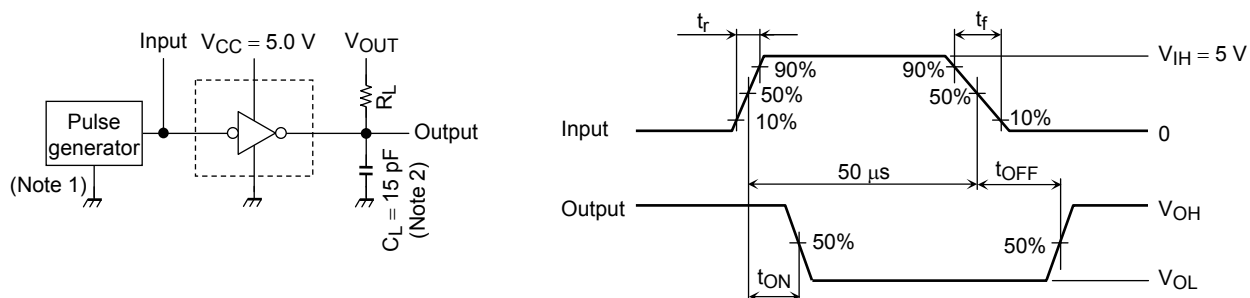 Input
VCC = 5.0 V
VOUT
RL
Pulse
generator
(Note 1)
Output
CL = 15 pF
(Note 2)
tr
tf
VIH = 5 V
90%
90%
50%
50%
10%
10%
Input
0
50 μs
tOFF
Output
VOH
50%
50%
tON
VOL